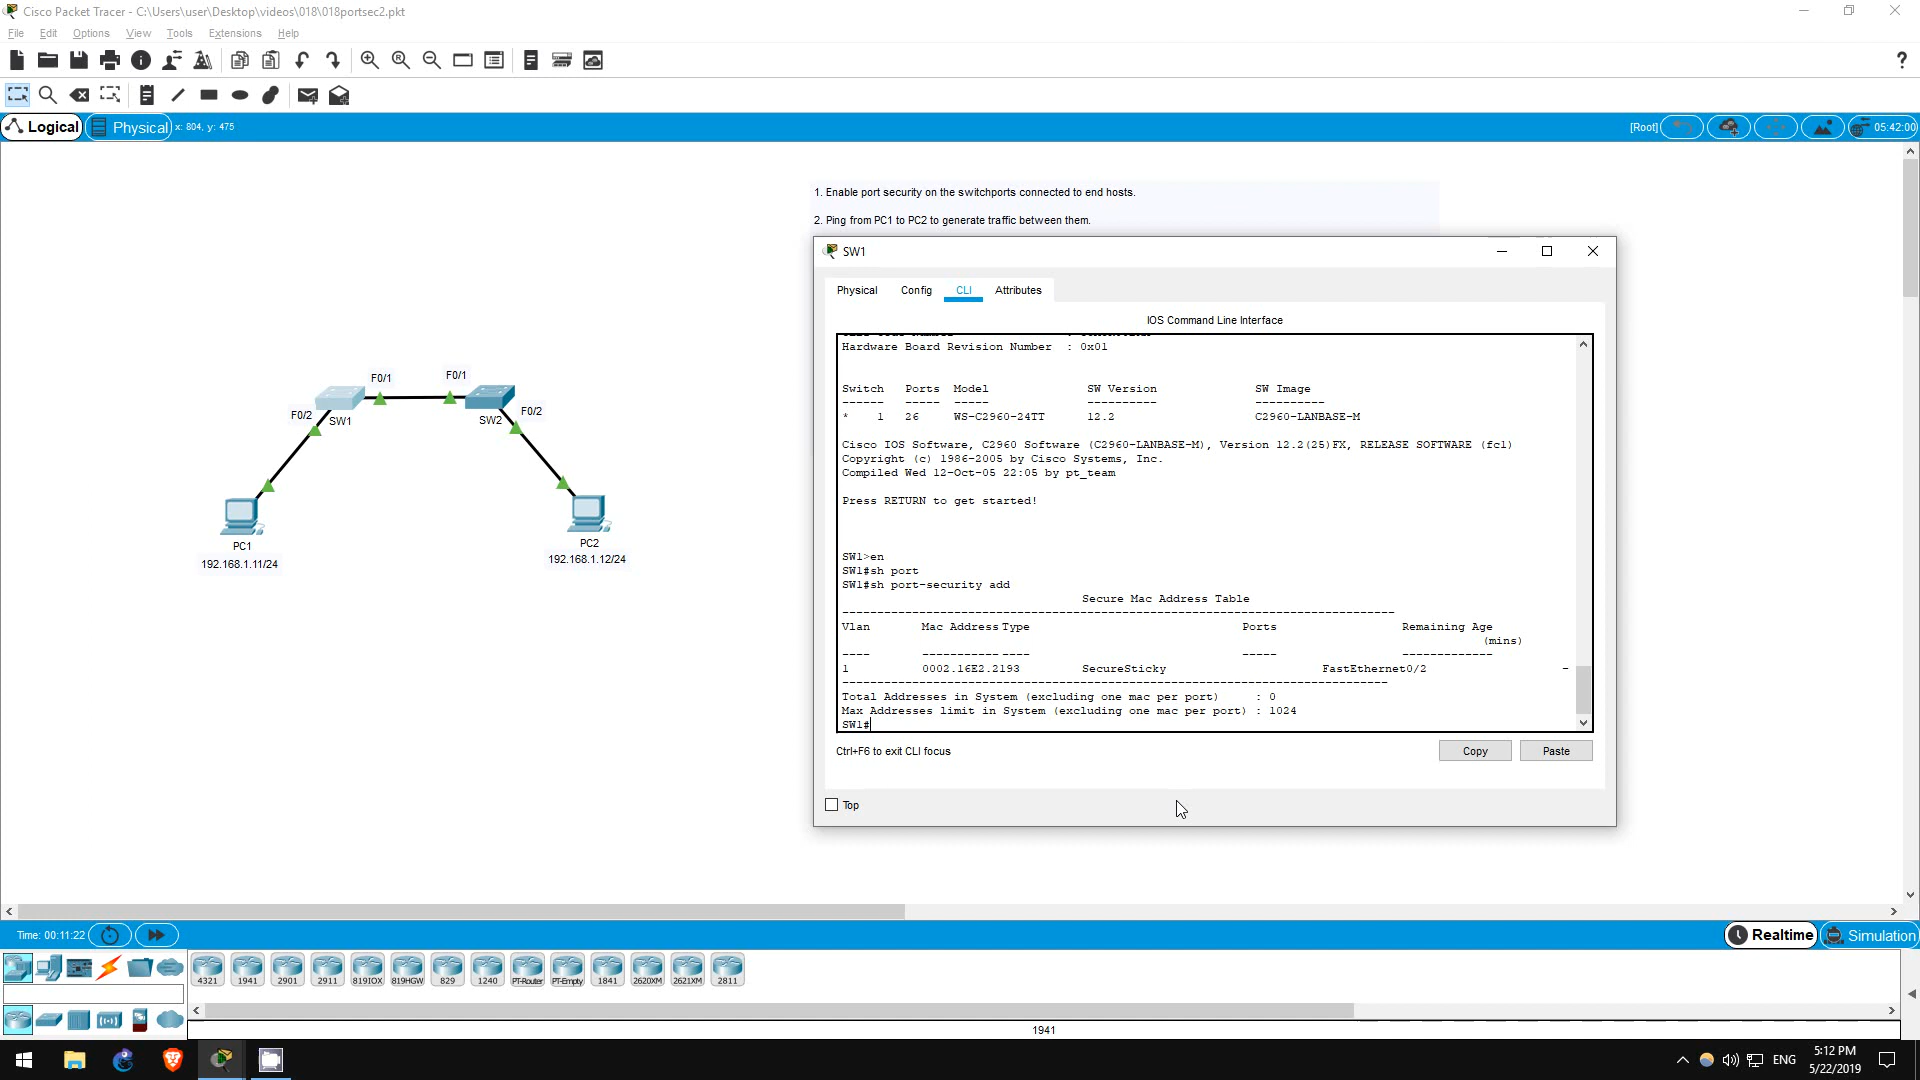 Cisco Packet Tracer - C:\Users\user\Desktop\videos\018\018portsec2.pkt
File Edit Options View Tools Extensions Help
?
Logical Physical x: 804, y: 475 [Root] 05:42:00
1. Enable port security on the switchports connected to end hosts.
2. Ping from PC1 to PC2 to generate traffic between them.
F0/1 F0/1
F0/2 SW1 SW2 F0/2
PC1 PC2
192.168.1.11/24 192.168.1.12/24
SW1
Physical Config CLI Attributes
IOS Command Line Interface
Hardware Board Revision Number : 0x01
Switch Ports Model SW Version SW Image
------ ----- ----- ---------- ----------
* 1 26 WS-C2960-24TT 12.2 C2960-LANBASE-M
Cisco IOS Software, C2960 Software (C2960-LANBASE-M), Version 12.2(25)FX, RELEASE SOFTWARE (fc1)
Copyright (c) 1986-2005 by Cisco Systems, Inc.
Compiled Wed 12-Oct-05 22:05 by pt_team
Press RETURN to get started!
SW1>en
SW1#sh port
SW1#sh port-security add
Secure Mac Address Table
-------------------------------------------------------------------------------
Vlan Mac Address Type Ports Remaining Age
(mins)
---- ----------- ---- ----- -------------
1 0002.16E2.2193 SecureSticky FastEthernet0/2 -
------------------------------------------------------------------------------
Total Addresses in System (excluding one mac per port) : 0
Max Addresses limit in System (excluding one mac per port) : 1024
SW1#
Ctrl+F6 to exit CLI focus Copy Paste
Top
Time: 00:11:22 Realtime Simulation
4321 1941 2901 2911 819IOX 819HGW 829 1240 PT-Router PT-Empty 1841 2620XM 2621XM 2811
1941
ENG 5:12 PM
5/22/2019